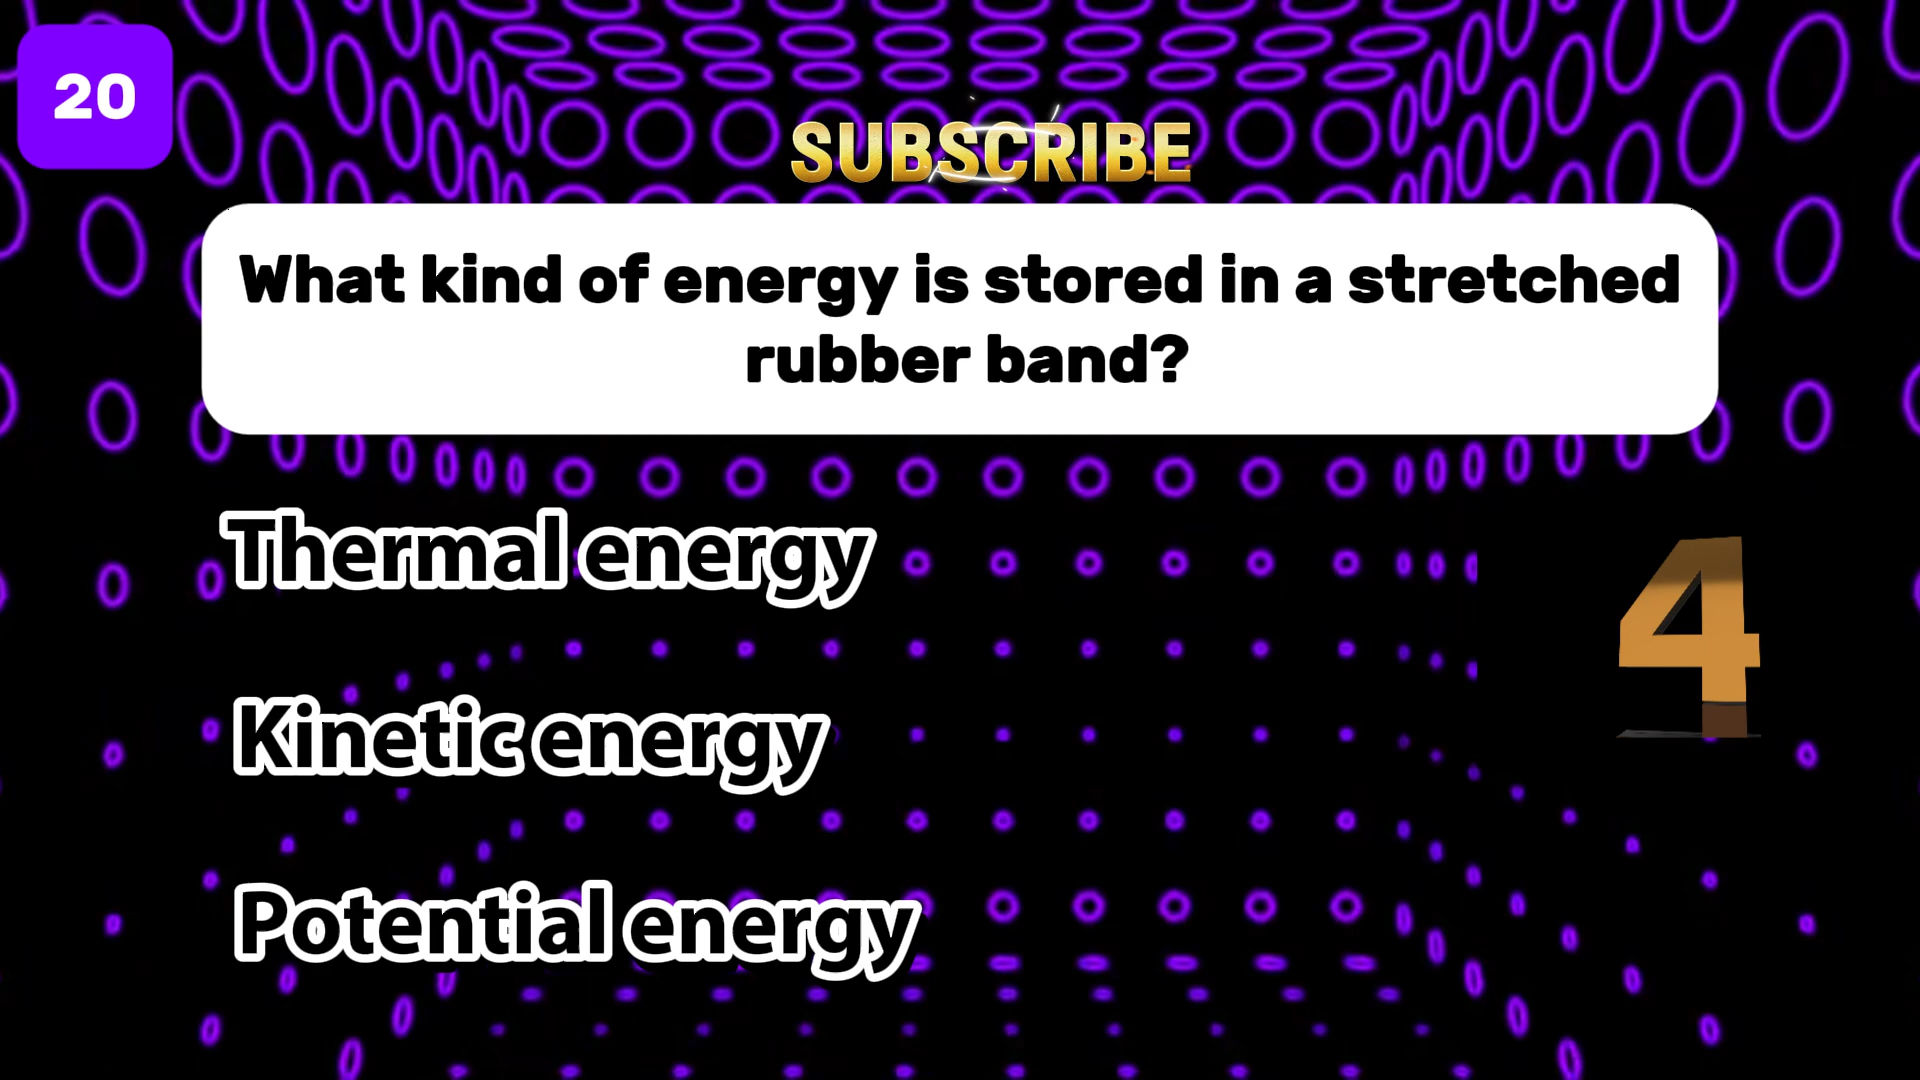 20
SUBSCRIBE
What kind of energy is stored in a stretched
rubber band?
Thermal energy
4
Kinetic energy
Potential energy